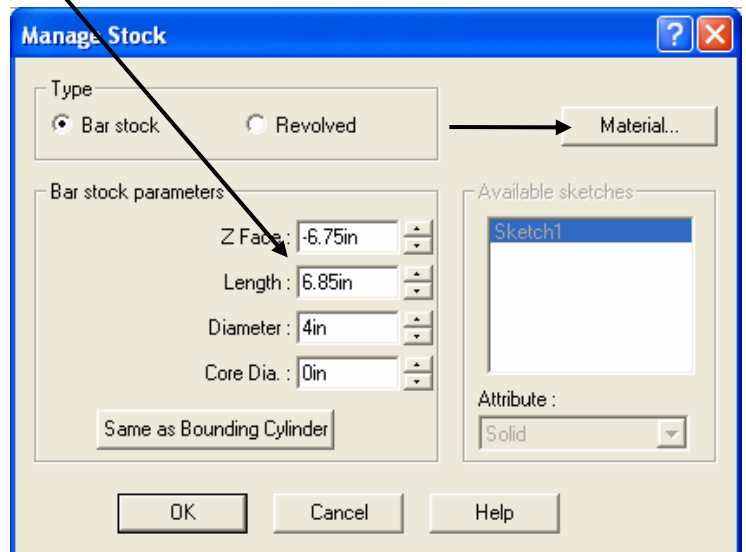 Manage Stock
Type
Bar stock
Revolved
Material...
Bar stock parameters
Z Face : -6.75in
Length : 6.85in
Diameter : 4in
Core Dia. : 0in
Same as Bounding Cylinder
Available sketches
Sketch1
Attribute :
Solid
OK
Cancel
Help